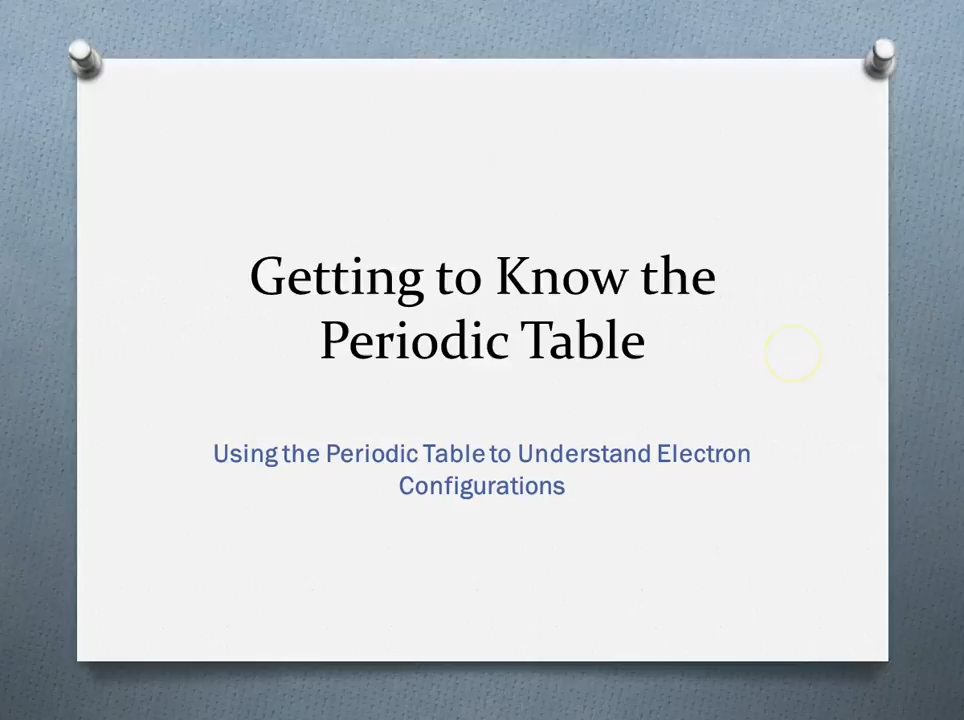 Getting to Know the
Periodic Table
Using the Periodic Table to Understand Electron
Configurations